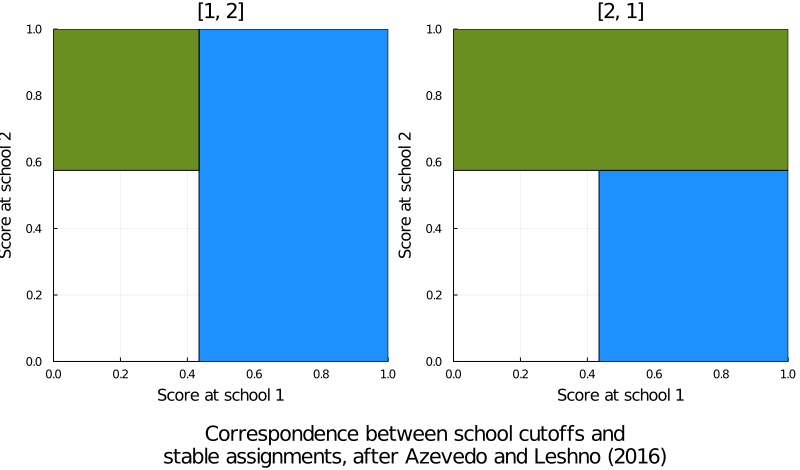 [1, 2]
1.0
0.8
0.6
0.4
0.2
0.0
Score at school 2
0.0 0.2 0.4 0.6 0.8 1.0
Score at school 1
[2, 1]
1.0
0.8
0.6
0.4
0.2
0.0
Score at school 2
0.0 0.2 0.4 0.6 0.8 1.0
Score at school 1
Correspondence between school cutoffs and
stable assignments, after Azevedo and Leshno (2016)